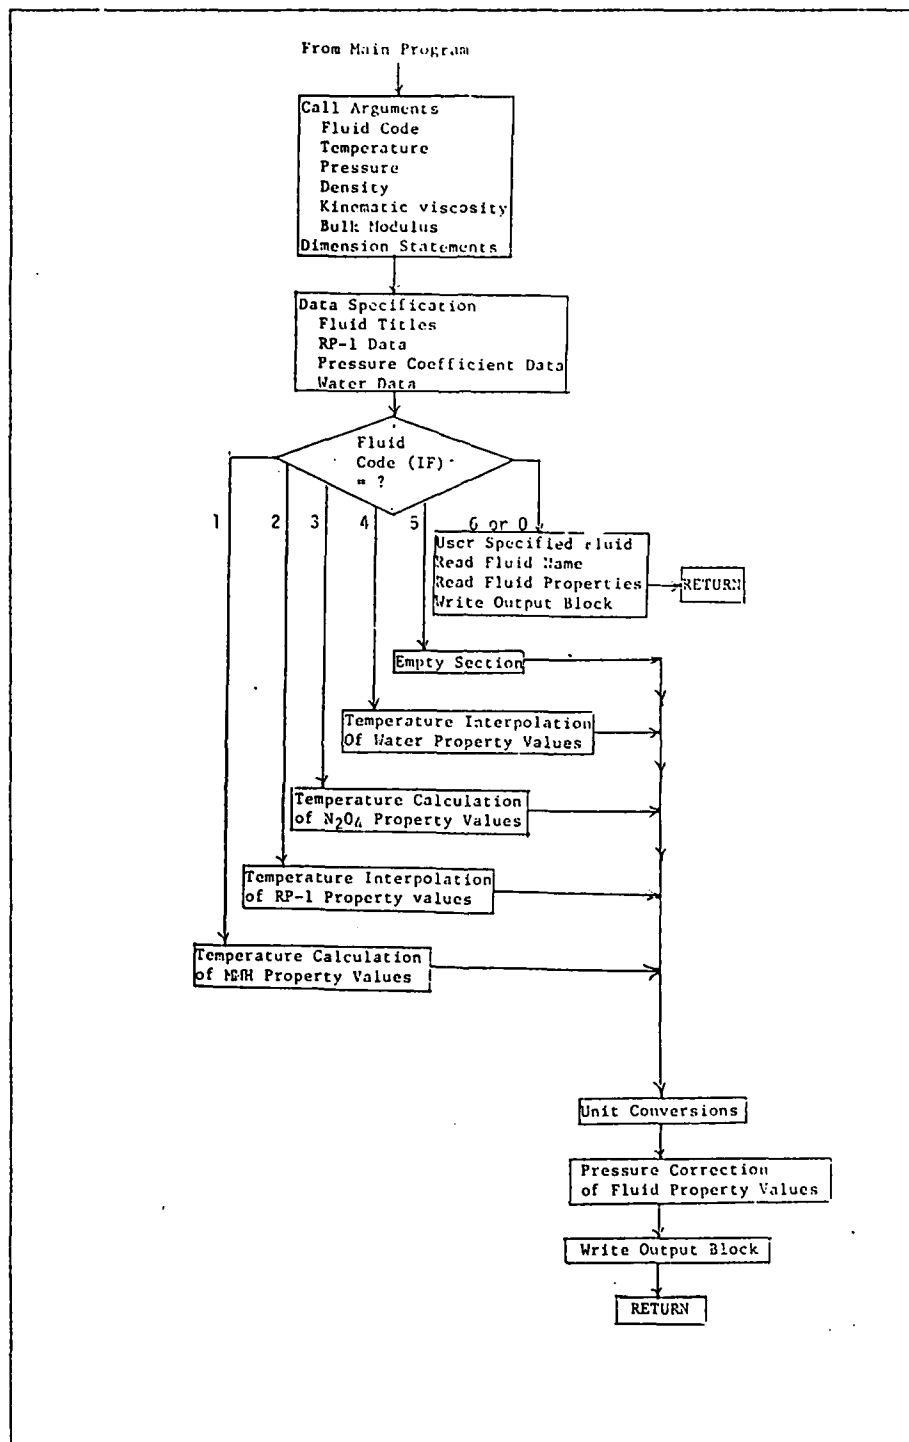 From Main Program
Call Arguments
Fluid Code
Temperature
Pressure
Density
Kinematic viscosity
Bulk Modulus
Dimension Statements
Data Specification
Fluid Titles
RP-1 Data
Pressure Coefficient Data
Water Data
Fluid
Code (IF)
= ?
1 2 3 4 5 6 or 0
User Specified Fluid
Read Fluid Name
Read Fluid Properties
Write Output Block
RETURN
Empty Section
Temperature Interpolation
Of Water Property Values
Temperature Calculation
of N₂O₄ Property Values
Temperature Interpolation
of RP-1 Property values
Temperature Calculation
of MMH Property Values
Unit Conversions
Pressure Correction
of Fluid Property Values
Write Output Block
RETURN